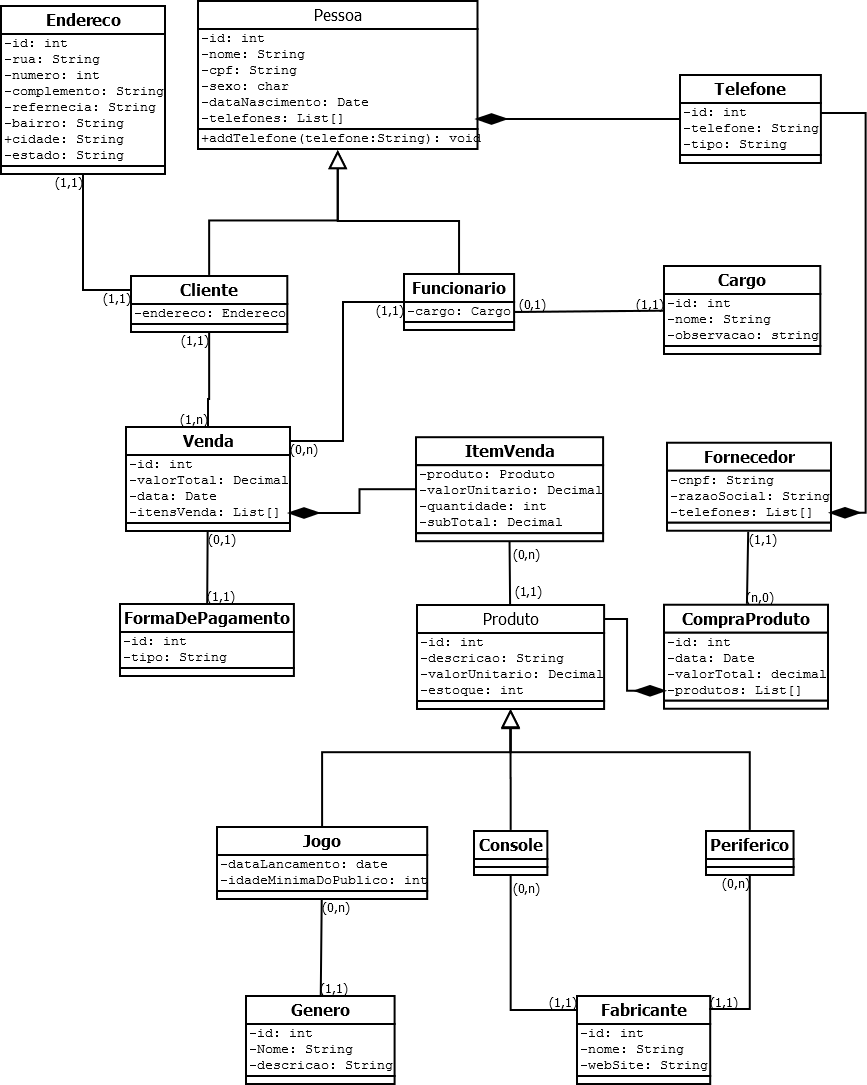 Endereco
-id: int
-rua: String
-numero: int
-complemento: String
-refernecia: String
-bairro: String
+cidade: String
-estado: String
Pessoa
-id: int
-nome: String
-cpf: String
-sexo: char
-dataNascimento: Date
-telefones: List[]
+addTelefone(telefone:String): void
Telefone
-id: int
-telefone: String
-tipo: String
(1,1)
(1,1)
Cliente
-endereco: Endereco
(1,1)
Funcionario
-cargo: Cargo
(1,1)
(0,1)
(1,1)
Cargo
-id: int
-nome: String
-observacao: string
(1,n)
Venda
-id: int
-valorTotal: Decimal
-data: Date
-itensVenda: List[]
(0,n)
(0,1)
ItemVenda
-produto: Produto
-valorUnitario: Decimal
-quantidade: int
-subTotal: Decimal
(0,n)
Fornecedor
-cnpf: String
-razaoSocial: String
-telefones: List[]
(1,1)
(1,1)
FormaDePagamento
-id: int
-tipo: String
(1,1)
Produto
-id: int
-descricao: String
-valorUnitario: Decimal
-estoque: int
(n,0)
CompraProduto
-id: int
-data: Date
-valorTotal: decimal
-produtos: List[]
Jogo
-dataLancamento: date
-idadeMinimaDoPublico: int
(0,n)
Console
(0,n)
Periferico
(0,n)
(1,1)
Genero
-id: int
-Nome: String
-descricao: String
(1,1)
(1,1)
Fabricante
-id: int
-nome: String
-webSite: String